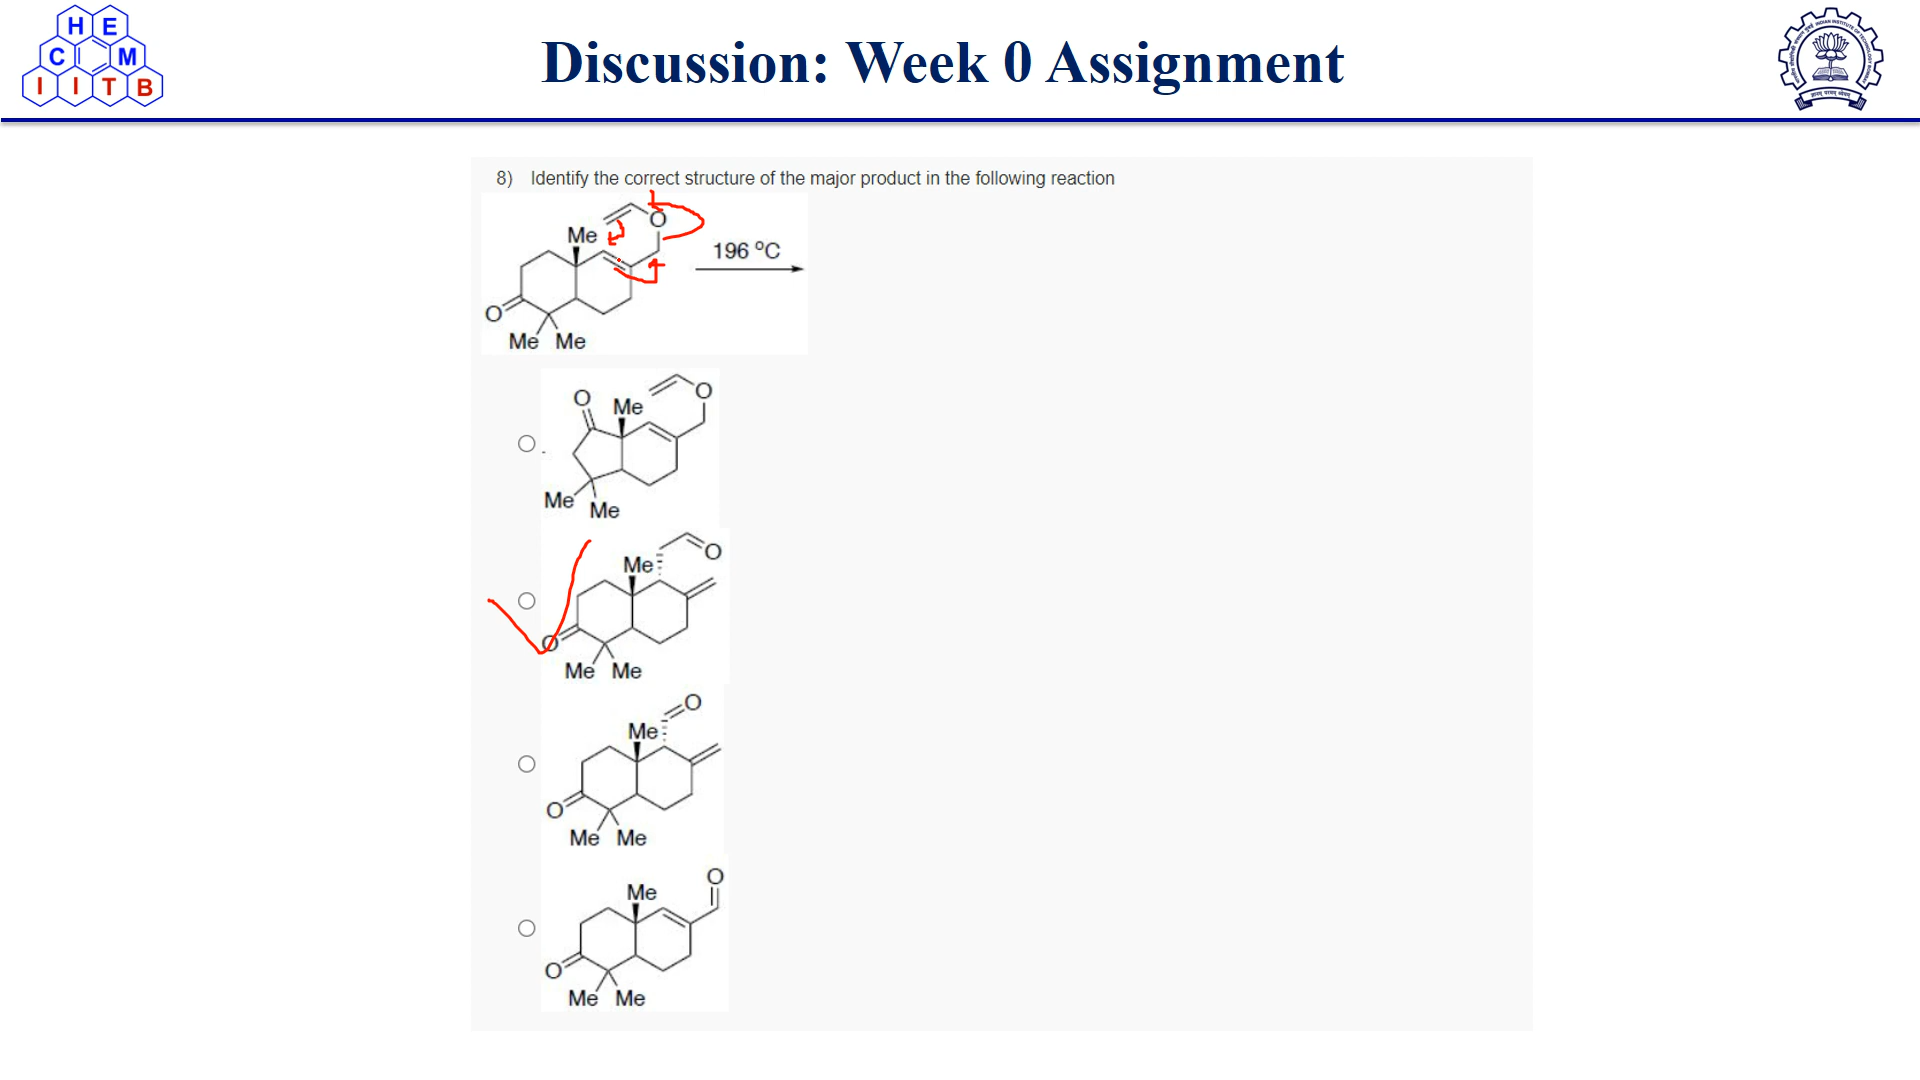 H E
C M
I I T B
Discussion: Week 0 Assignment
8) Identify the correct structure of the major product in the following reaction
O
Me
196 ºC
O
Me Me
O
O
Me
Me
Me
O
Me
O
Me Me
O
Me
O
Me Me
O
Me
O
Me Me